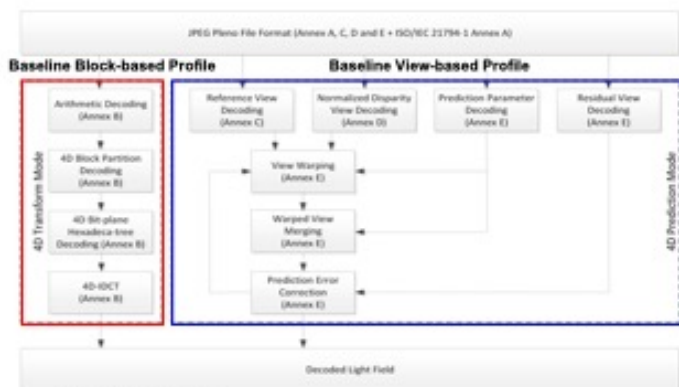 JPEG Pleno File Format (Annex A, C, D and E + ISO/IEC 21794-1 Annex A)
Baseline Block-based Profile
Baseline View-based Profile
4D Transform Mode
Arithmetic Decoding
(Annex B)
4D Block Partition
Decoding
(Annex B)
4D Bit-plane
Hexadeca-tree
Decoding (Annex B)
4D-IDCT
(Annex B)
Reference View
Decoding
(Annex C)
Normalized Disparity
View Decoding
(Annex D)
Prediction Parameter
Decoding
(Annex E)
Residual View
Decoding
(Annex E)
View Warping
(Annex E)
Warped View
Merging
(Annex E)
Prediction Error
Correction
(Annex E)
4D Prediction Mode
Decoded Light Field